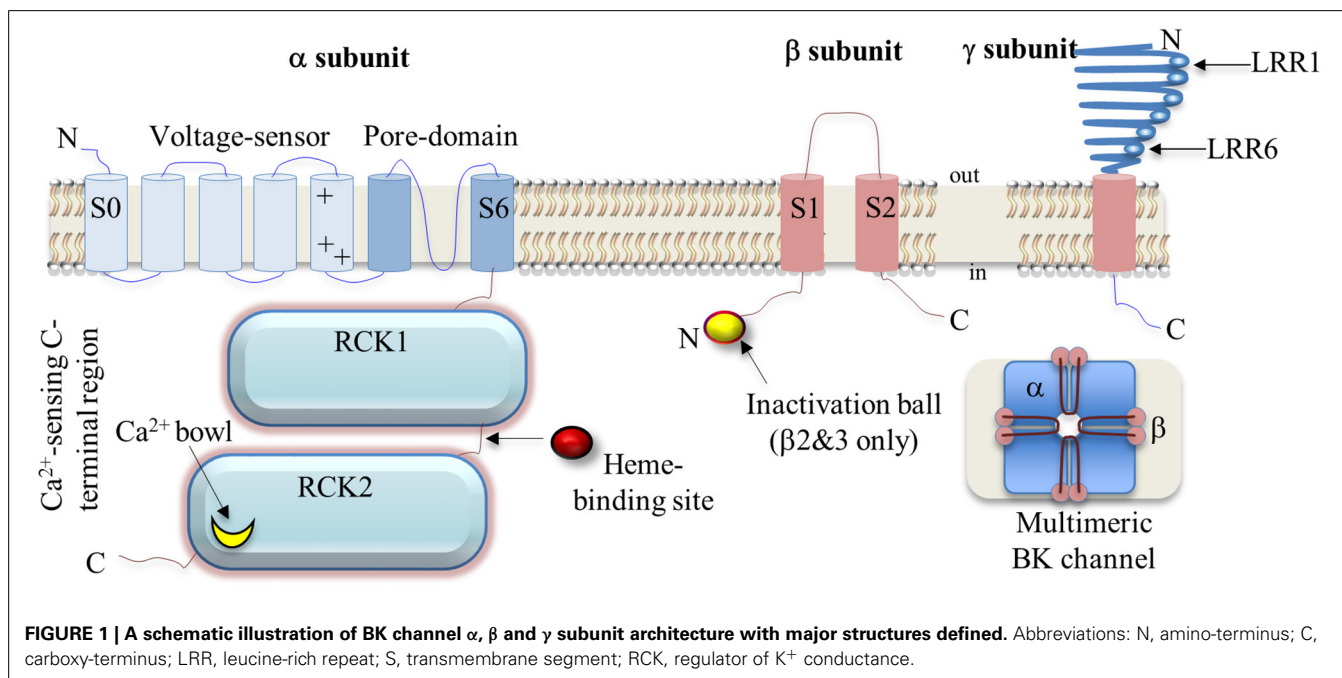 α subunit
β subunit
γ subunit
N
LRR1
LRR6
N
Voltage-sensor
Pore-domain
S0
+
+
+
S6
S1
S2
out
in
RCK1
RCK2
Ca²⁺-sensing C-
terminal region
Ca²⁺ bowl
C
Heme-
binding site
N
C
Inactivation ball
(β2&3 only)
C
α
β
Multimeric
BK channel
FIGURE 1 | A schematic illustration of BK channel α, β and γ subunit architecture with major structures defined. Abbreviations: N, amino-terminus; C,
carboxy-terminus; LRR, leucine-rich repeat; S, transmembrane segment; RCK, regulator of K⁺ conductance.